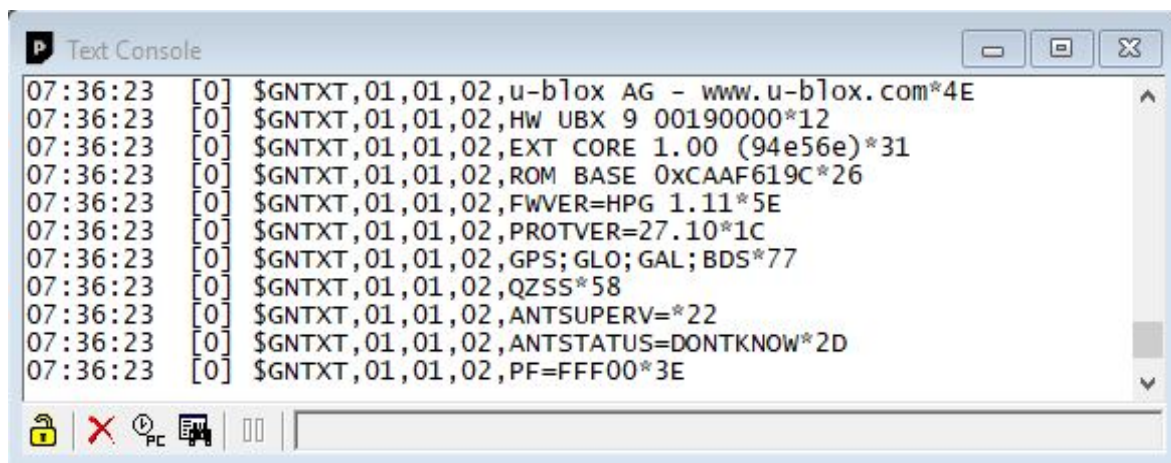 Text Console
07:36:23 [0] $GNTXT,01,01,02,u-blox AG - www.u-blox.com*4E
07:36:23 [0] $GNTXT,01,01,02,HW UBX 9 00190000*12
07:36:23 [0] $GNTXT,01,01,02,EXT CORE 1.00 (94e56e)*31
07:36:23 [0] $GNTXT,01,01,02,ROM BASE 0xCAAF619C*26
07:36:23 [0] $GNTXT,01,01,02,FWVER=HPG 1.11*5E
07:36:23 [0] $GNTXT,01,01,02,PROTVER=27.10*1C
07:36:23 [0] $GNTXT,01,01,02,GPS;GLO;GAL;BDS*77
07:36:23 [0] $GNTXT,01,01,02,QZSS*58
07:36:23 [0] $GNTXT,01,01,02,ANTSUPERV=*22
07:36:23 [0] $GNTXT,01,01,02,ANTSTATUS=DONTKNOW*2D
07:36:23 [0] $GNTXT,01,01,02,PF=FFF00*3E
PC